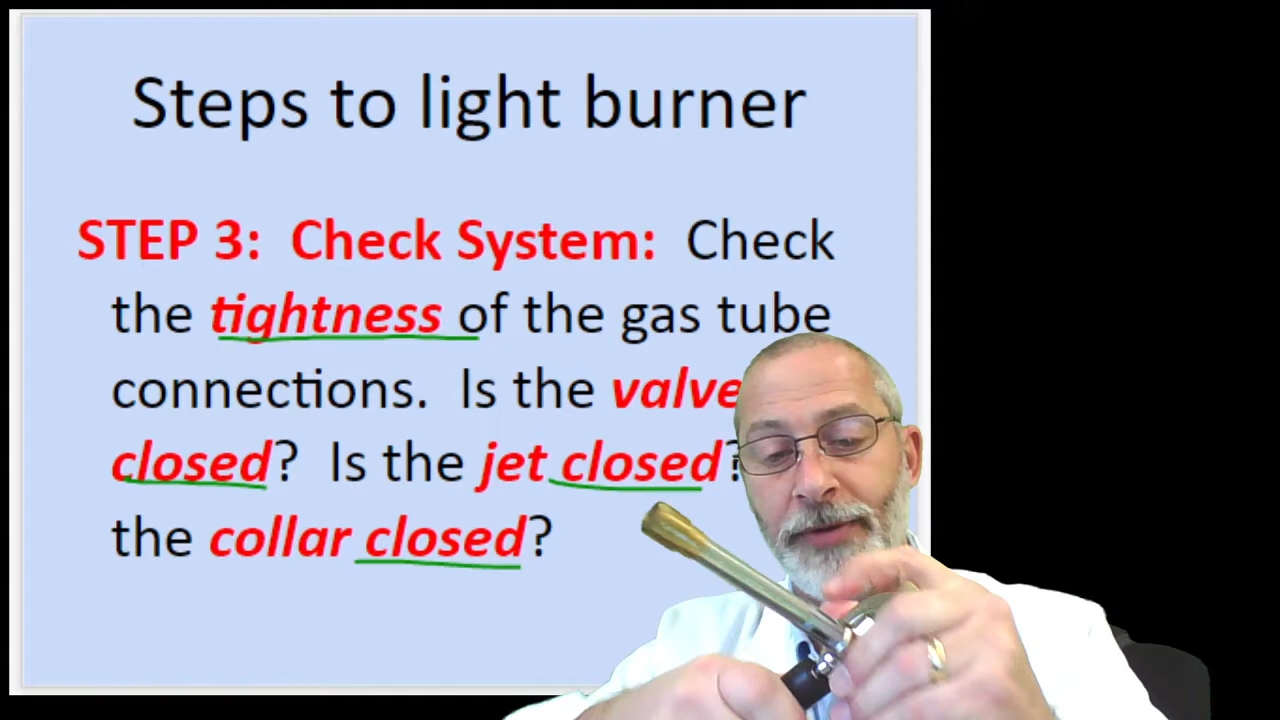 Steps to light burner
STEP 3: Check System: Check
the tightness of the gas tube
connections. Is the valve
closed? Is the jet closed?
the collar closed?